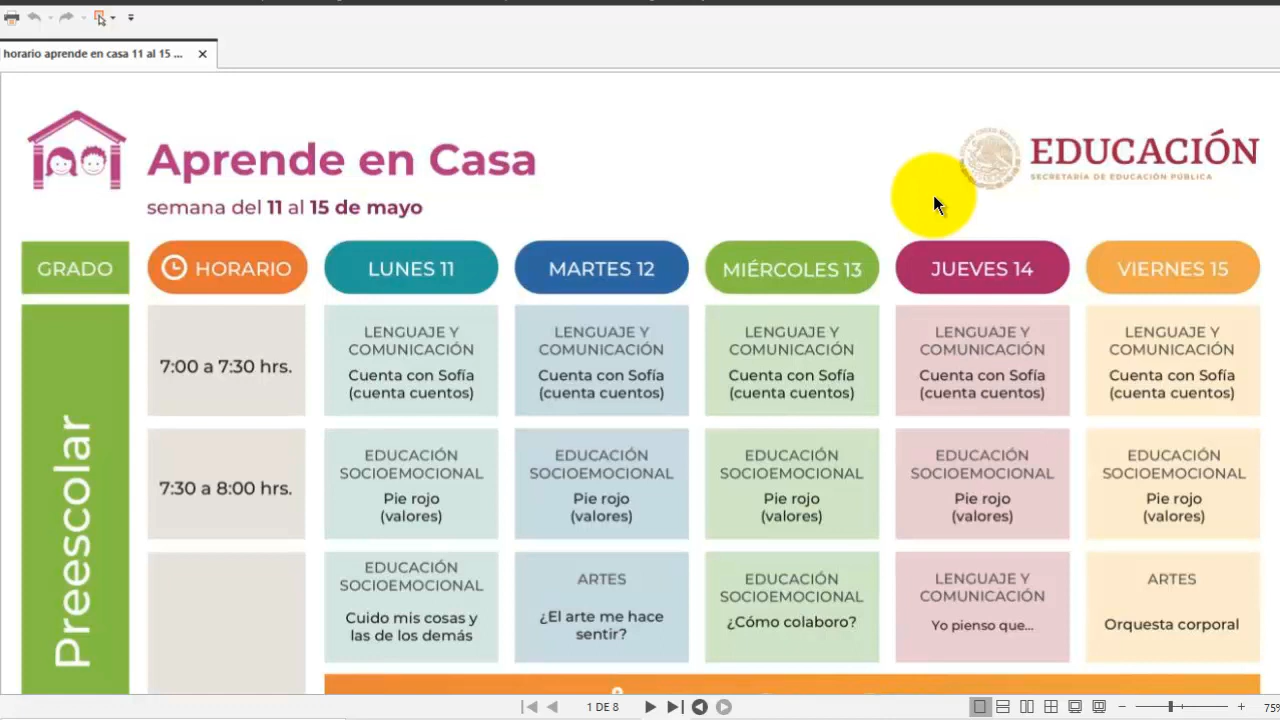 horario aprende en casa 11 al 15 ...
Aprende en Casa
semana del 11 al 15 de mayo
EDUCACIÓN
SECRETARÍA DE EDUCACIÓN PÚBLICA
GRADO
HORARIO
LUNES 11
MARTES 12
MIÉRCOLES 13
JUEVES 14
VIERNES 15
Preescolar
7:00 a 7:30 hrs.
LENGUAJE Y
COMUNICACIÓN
Cuenta con Sofía
(cuenta cuentos)
LENGUAJE Y
COMUNICACIÓN
Cuenta con Sofía
(cuenta cuentos)
LENGUAJE Y
COMUNICACIÓN
Cuenta con Sofía
(cuenta cuentos)
LENGUAJE Y
COMUNICACIÓN
Cuenta con Sofía
(cuenta cuentos)
LENGUAJE Y
COMUNICACIÓN
Cuenta con Sofía
(cuenta cuentos)
7:30 a 8:00 hrs.
EDUCACIÓN
SOCIOEMOCIONAL
Pie rojo
(valores)
EDUCACIÓN
SOCIOEMOCIONAL
Pie rojo
(valores)
EDUCACIÓN
SOCIOEMOCIONAL
Pie rojo
(valores)
EDUCACIÓN
SOCIOEMOCIONAL
Pie rojo
(valores)
EDUCACIÓN
SOCIOEMOCIONAL
Pie rojo
(valores)
EDUCACIÓN
SOCIOEMOCIONAL
Cuido mis cosas y
las de los demás
ARTES
¿El arte me hace
sentir?
EDUCACIÓN
SOCIOEMOCIONAL
¿Cómo colaboro?
LENGUAJE Y
COMUNICACIÓN
Yo pienso que...
ARTES
Orquesta corporal
1 DE 8
75%